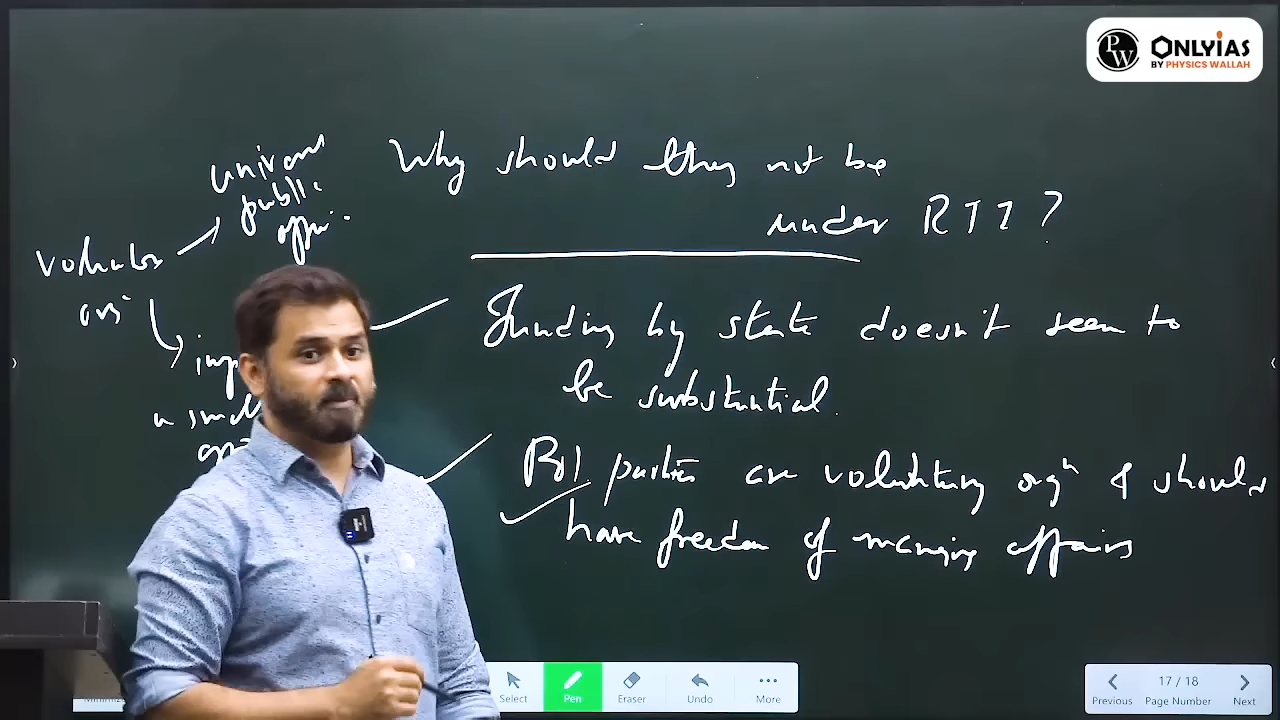 PW
ONLYIAS
BY PHYSICS WALLAH
Why should they not be
under RTI?
public
Funding by state doesn't seem to
be substantial.
Pol parties are voluntary orgn & should
have freedom of managing affairs
Select
Pen
Eraser
Undo
More
17 / 18
Previous
Page Number
Next